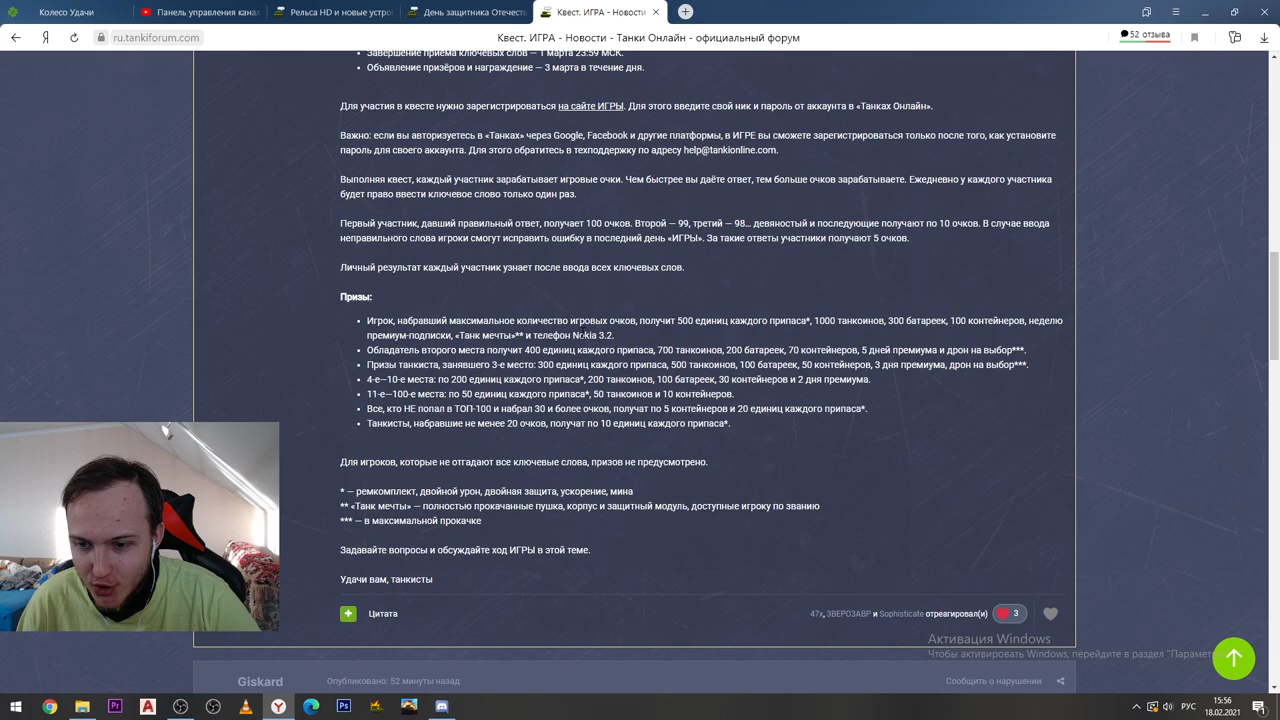 Колесо Удачи
Панель управления канал
Рельса HD и новые устро
День защитника Отечест
Квест. ИГРА - Новости
ru.tankiforum.com
Квест. ИГРА - Новости - Танки Онлайн - официальный форум
52 отзыва
Завершение приёма ключевых слов — 1 марта 23:59 МСК.
Объявление призёров и награждение — 3 марта в течение дня.
Для участия в квесте нужно зарегистрироваться на сайте ИГРЫ. Для этого введите свой ник и пароль от аккаунта в «Танках Онлайн».
Важно: если вы авторизуетесь в «Танках» через Google, Facebook и другие платформы, в ИГРЕ вы сможете зарегистрироваться только после того, как установите
пароль для своего аккаунта. Для этого обратитесь в техподдержку по адресу help@tankionline.com.
Выполняя квест, каждый участник зарабатывает игровые очки. Чем быстрее вы даёте ответ, тем больше очков зарабатываете. Ежедневно у каждого участника
будет право ввести ключевое слово только один раз.
Первый участник, давший правильный ответ, получает 100 очков. Второй — 99, третий — 98... девяностый и последующие получают по 10 очков. В случае ввода
неправильного слова игроки смогут исправить ошибку в последний день «ИГРЫ». За такие ответы участники получают 5 очков.
Личный результат каждый участник узнает после ввода всех ключевых слов.
Призы:
Игрок, набравший максимальное количество игровых очков, получит 500 единиц каждого припаса*, 1000 танкоинов, 300 батареек, 100 контейнеров, неделю
премиум-подписки, «Танк мечты»** и телефон Nokia 3.2.
Обладатель второго места получит 400 единиц каждого припаса, 700 танкоинов, 200 батареек, 70 контейнеров, 5 дней премиума и дрон на выбор***.
Призы танкиста, занявшего 3-е место: 300 единиц каждого припаса, 500 танкоинов, 100 батареек, 50 контейнеров, 3 дня премиума, дрон на выбор***.
4-е—10-е места: по 200 единиц каждого припаса*, 200 танкоинов, 100 батареек, 30 контейнеров и 2 дня премиума.
11-е—100-е места: по 50 единиц каждого припаса*, 50 танкоинов и 10 контейнеров.
Все, кто НЕ попал в ТОП-100 и набрал 30 и более очков, получат по 5 контейнеров и 20 единиц каждого припаса*.
Танкисты, набравшие не менее 20 очков, получат по 10 единиц каждого припаса*.
Для игроков, которые не отгадают все ключевые слова, призов не предусмотрено.
* — ремкомплект, двойной урон, двойная защита, ускорение, мина
** «Танк мечты» — полностью прокачанные пушка, корпус и защитный модуль, доступные игроку по званию
*** — в максимальной прокачке
Задавайте вопросы и обсуждайте ход ИГРЫ в этой теме.
Удачи вам, танкисты
Цитата
47x, ЗВЕРОЗАВР и Sophisticate отреагировал(и) 3
Активация Windows
Чтобы активировать Windows, перейдите в раздел "Парамет
Giskard
Опубликовано: 52 минуты назад
Сообщить о нарушении
РУС
15:56
18.02.2021